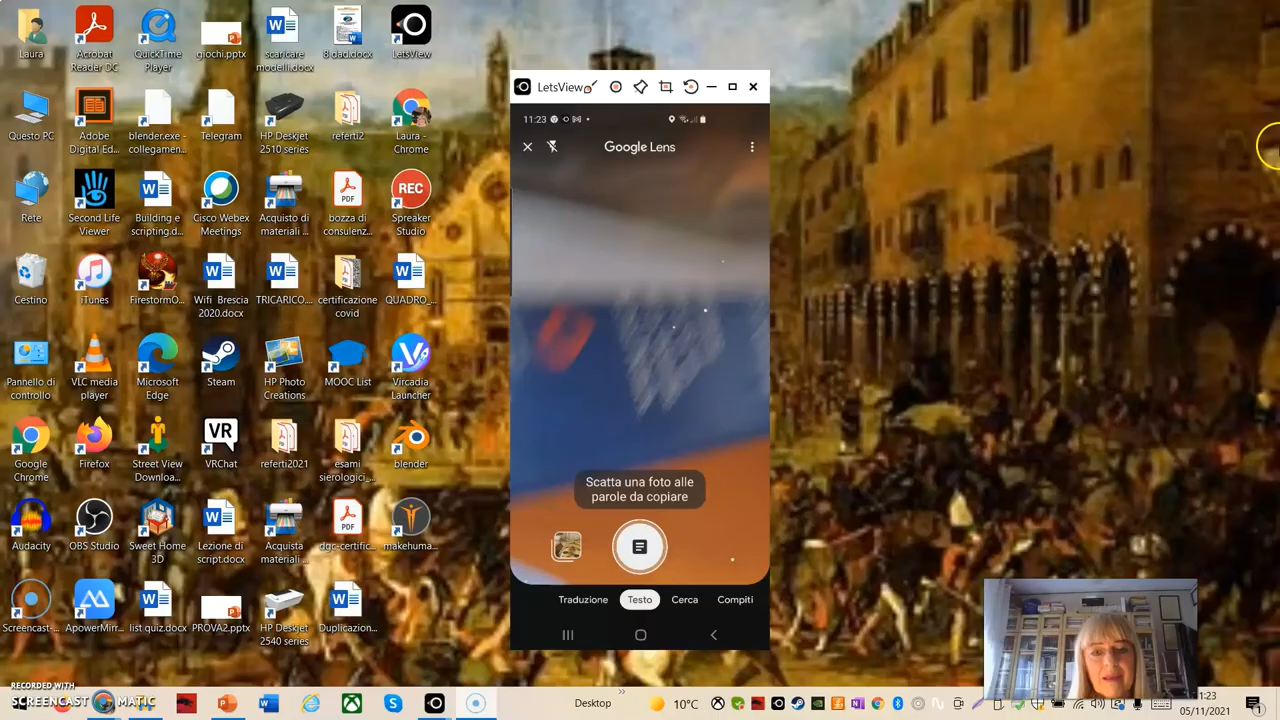 Laura
Acrobat
Reader DC
QuickTime
Player
giochi.pptx
scaricare
modelli.docx
8.dad.docx
LetsView
Questo PC
Adobe
Digital Ed...
blender.exe -
collegamen...
Telegram
HP Deskjet
2510 series
referti2
Laura -
Chrome
Rete
Second Life
Viewer
Building e
scripting.d...
Cisco Webex
Meetings
Acquisto di
materiali ...
bozza di
consulenz...
REC
Spreaker
Studio
Cestino
iTunes
FirestormO...
Wifi Brescia
2020.docx
TRICARICO....
certificazione
covid
QUADRO_...
Pannello di
controllo
VLC media
player
Microsoft
Edge
Steam
HP Photo
Creations
MOOC List
Vircadia
Launcher
Google
Chrome
Firefox
Street View
Downloa...
VR
VRChat
referti2021
esami
sierologici_...
blender
Audacity
OBS Studio
Sweet Home
3D
Lezione di
script.docx
Acquista
materiali ...
dgc-certific...
makehuma...
Screencast-...
ApowerMirr...
list quiz.docx
PROVA2.pptx
HP Deskjet
2540 series
Duplicazion...
LetsView
11:23
Google Lens
Scatta una foto alle
parole da copiare
Traduzione
Testo
Cerca
Compiti
RECORDED WITH
SCREENCAST MATIC
Desktop
10°C
11:23
05/11/2021